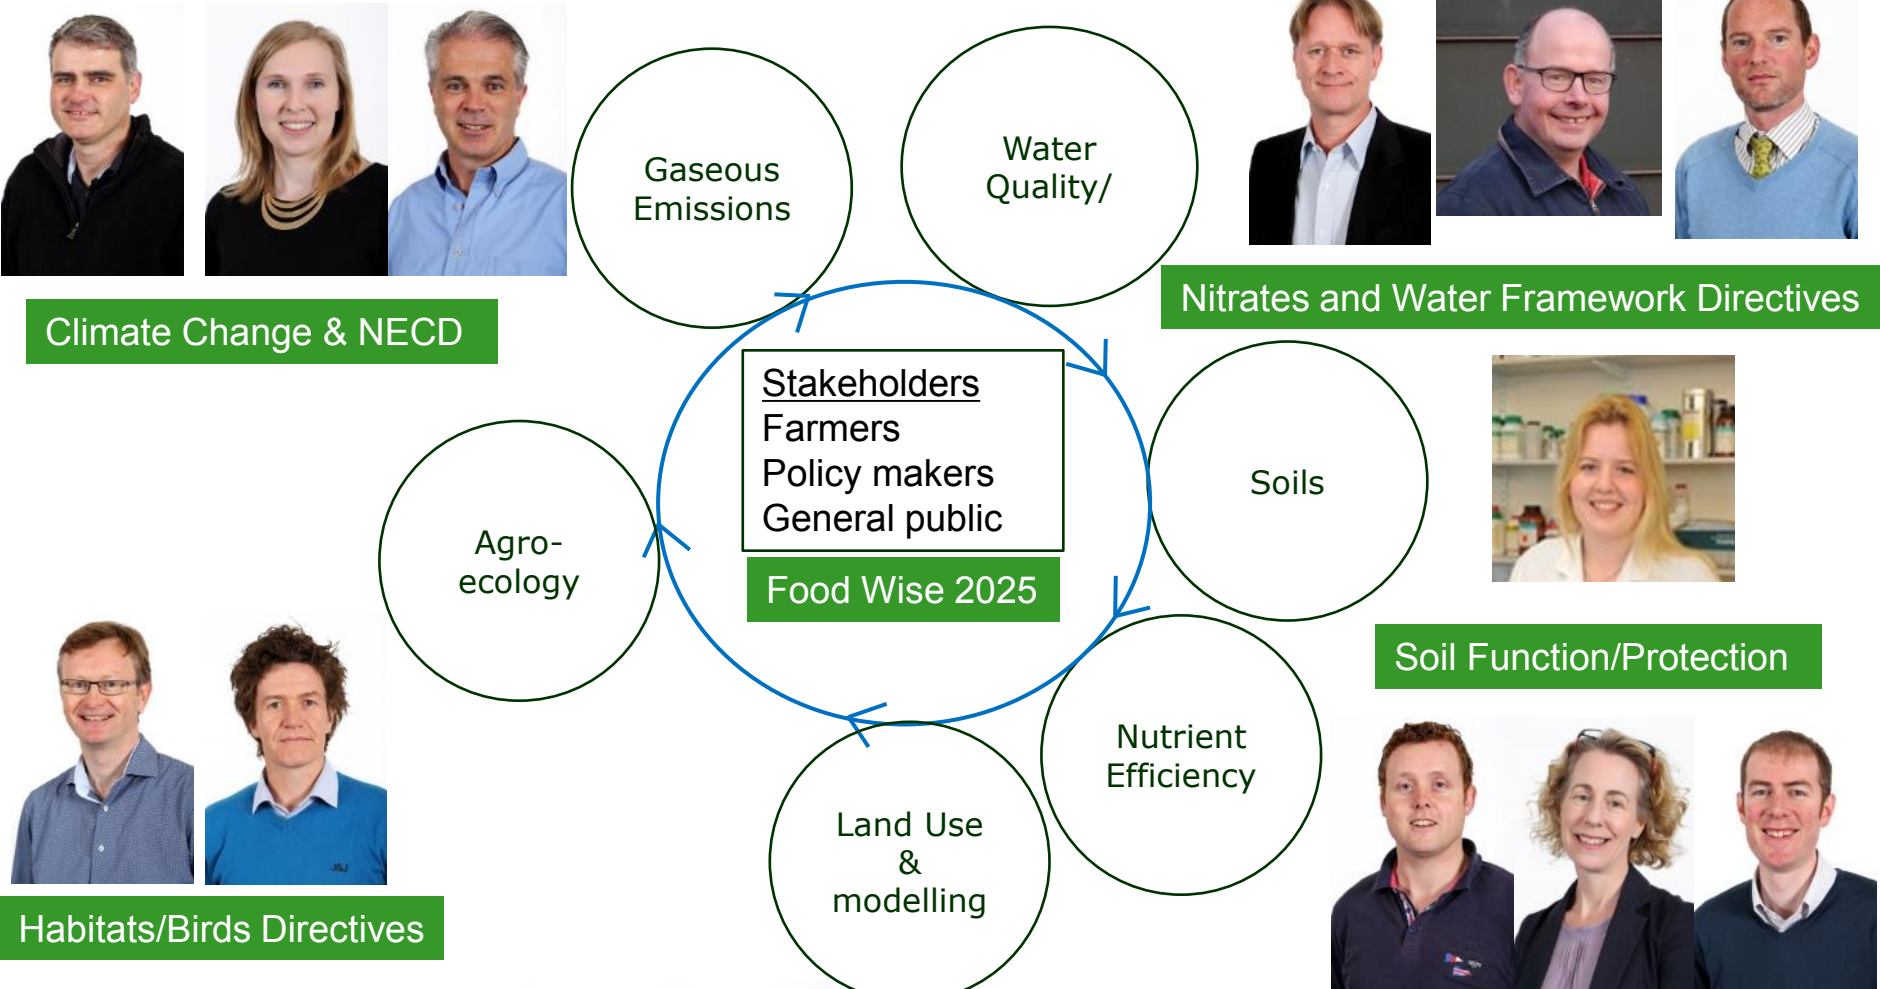 Gaseous
Emissions
Water
Quality/
Climate Change & NECD
Nitrates and Water Framework Directives
Stakeholders
Farmers
Policy makers
General public
Food Wise 2025
Soils
Agro-
ecology
Soil Function/Protection
Nutrient
Efficiency
Land Use
&
modelling
Habitats/Birds Directives